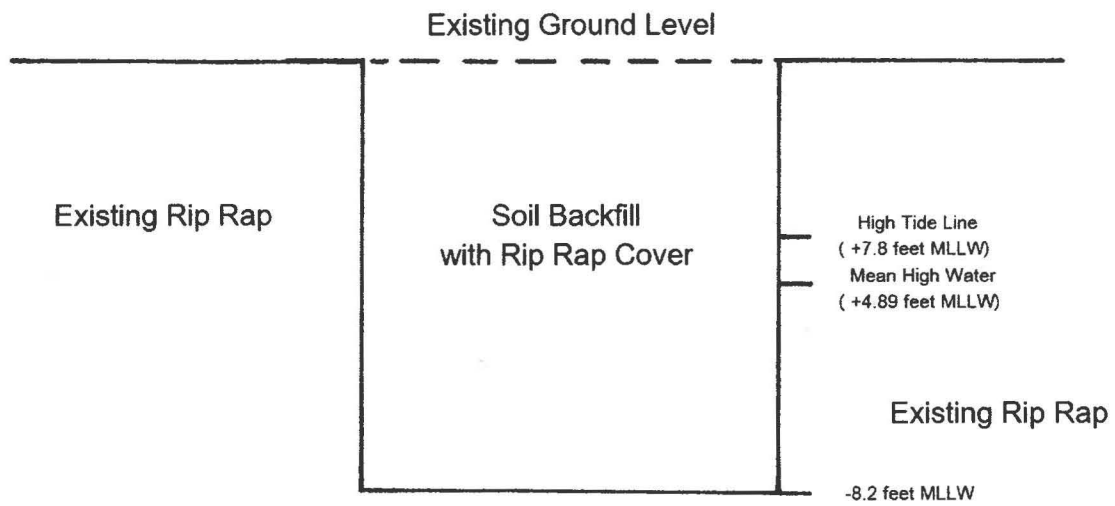 Existing Ground Level
Existing Rip Rap
Soil Backfill
with Rip Rap Cover
High Tide Line
( +7.8 feet MLLW)
Mean High Water
( +4.89 feet MLLW)
Existing Rip Rap
-8.2 feet MLLW